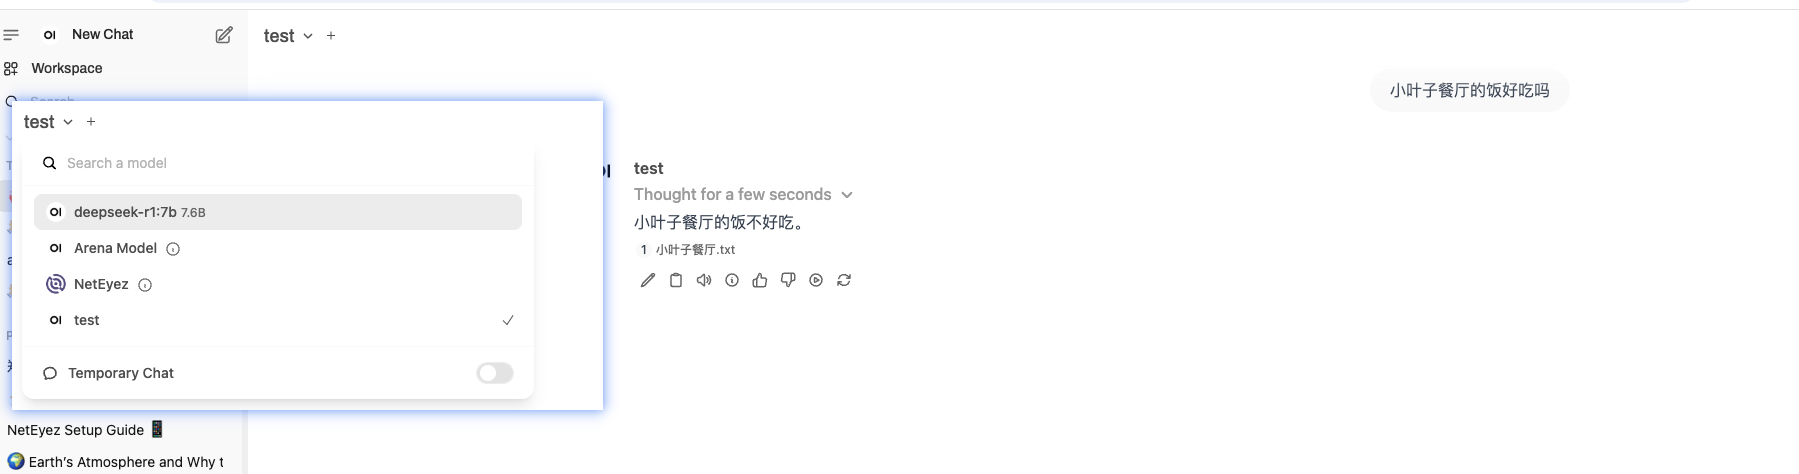 OI New Chat
test
Workspace
Search
小叶子餐厅的饭好吃吗
test
Search a model
OI deepseek-r1:7b 7.6B
OI Arena Model
NetEyez
OI test
Temporary Chat
test
Thought for a few seconds
小叶子餐厅的饭不好吃。
1 小叶子餐厅.txt
NetEyez Setup Guide 📱
🌍 Earth’s Atmosphere and Why t